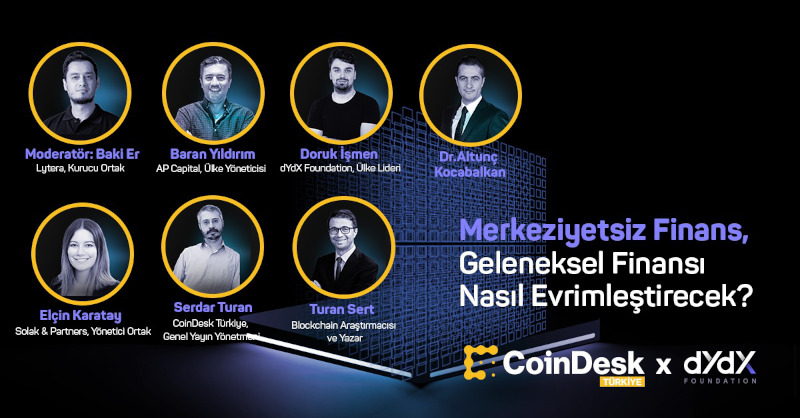 Moderatör: Baki Er
Lytera, Kurucu Ortak
Baran Yıldırım
AP Capital, Ülke Yöneticisi
Doruk İşmen
dYdX Foundation, Ülke Lideri
Dr.Altunç
Kocabalkan
Elçin Karatay
Solak & Partners, Yönetici Ortak
Serdar Turan
CoinDesk Türkiye,
Genel Yayın Yönetmeni
Turan Sert
Blockchain Araştırmacısı
ve Yazar
Merkeziyetsiz Finans,
Geleneksel Finansı
Nasıl Evrimleştirecek?
CoinDesk x dYdX
TÜRKİYE FOUNDATION